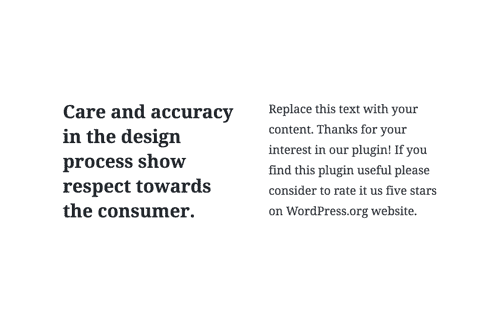 Care and accuracy
in the design
process show
respect towards
the consumer.
Replace this text with your
content. Thanks for your
interest in our plugin! If you
find this plugin useful please
consider to rate it us five stars
on WordPress.org website.